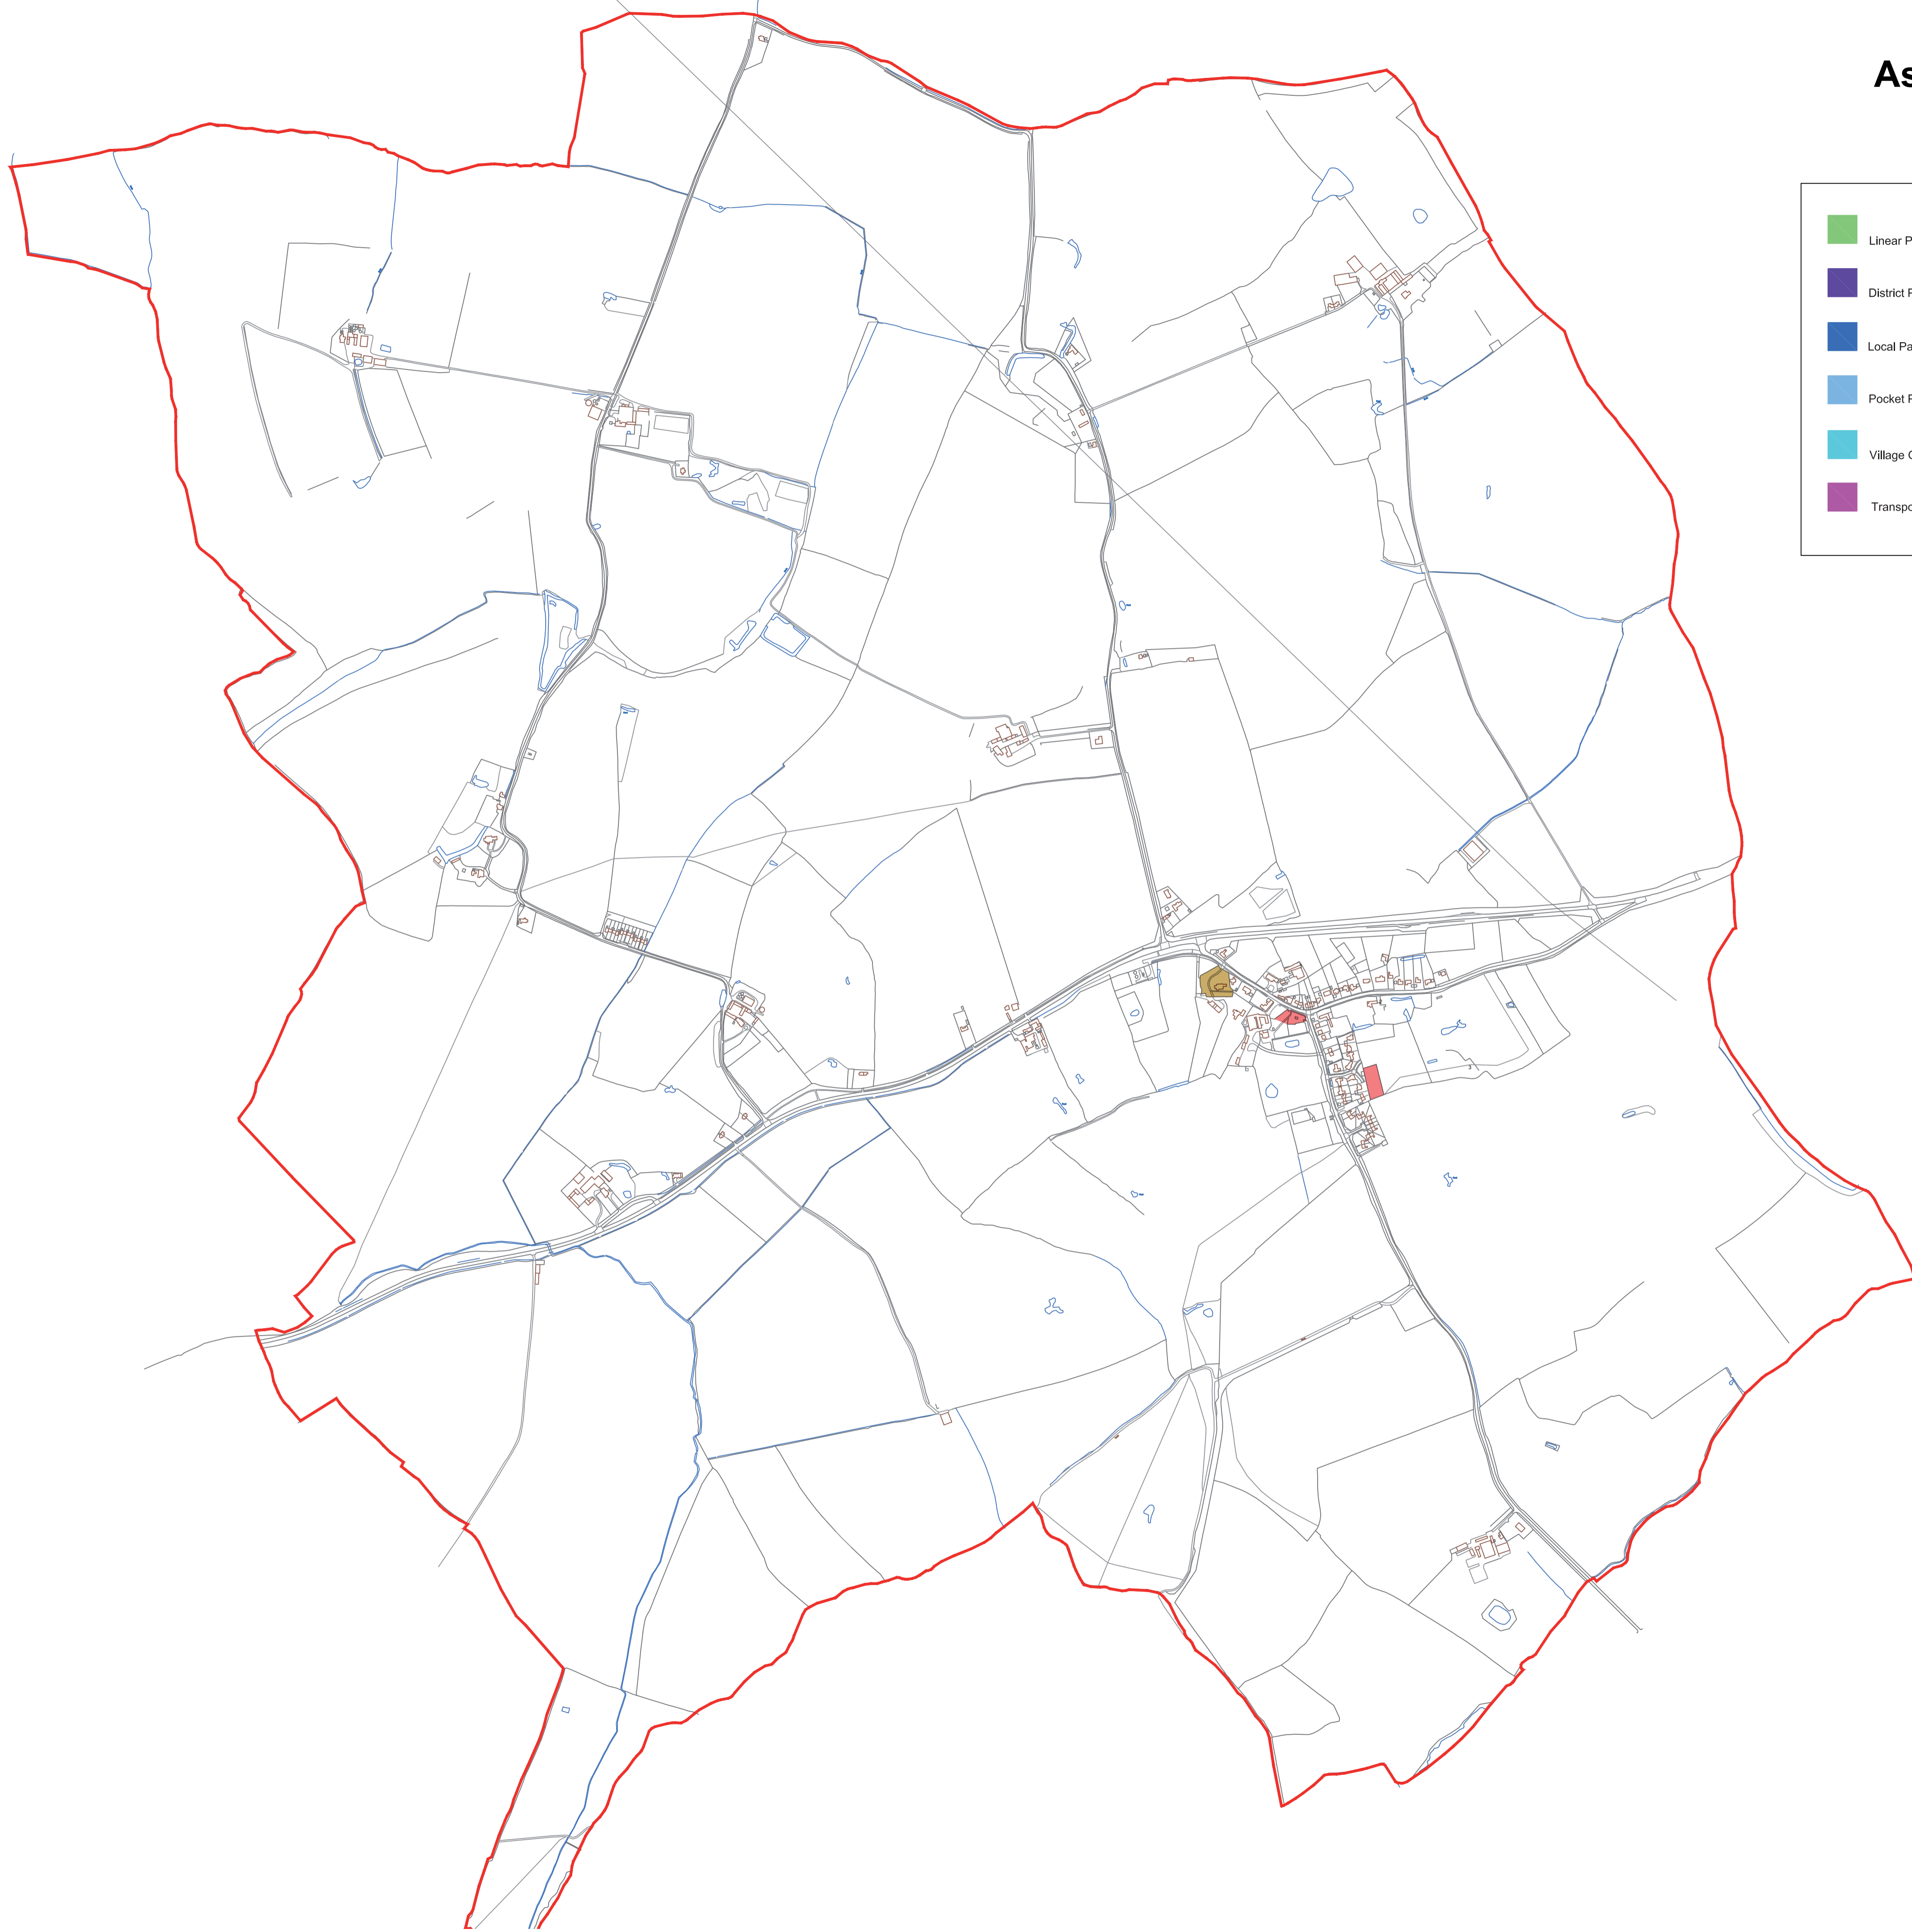 As
Linear P
District P
Local Pa
Pocket P
Village G
Transpo